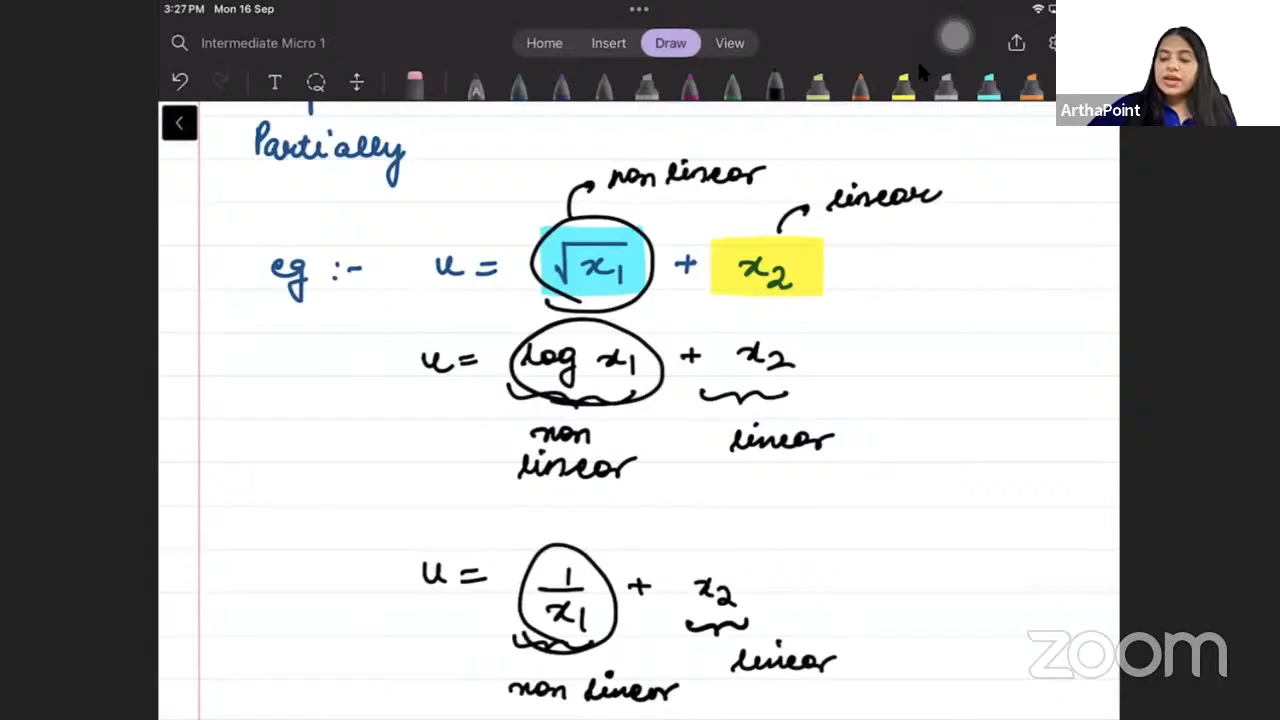 3:27 PM Mon 16 Sep
Intermediate Micro 1
Home Insert Draw View
ArthaPoint
Partially
non linear
linear
eg :- u = √x₁ + x₂
u = log x₁ + x₂
non linear
linear
u = 1/x₁ + x₂
linear
non linear
zoom